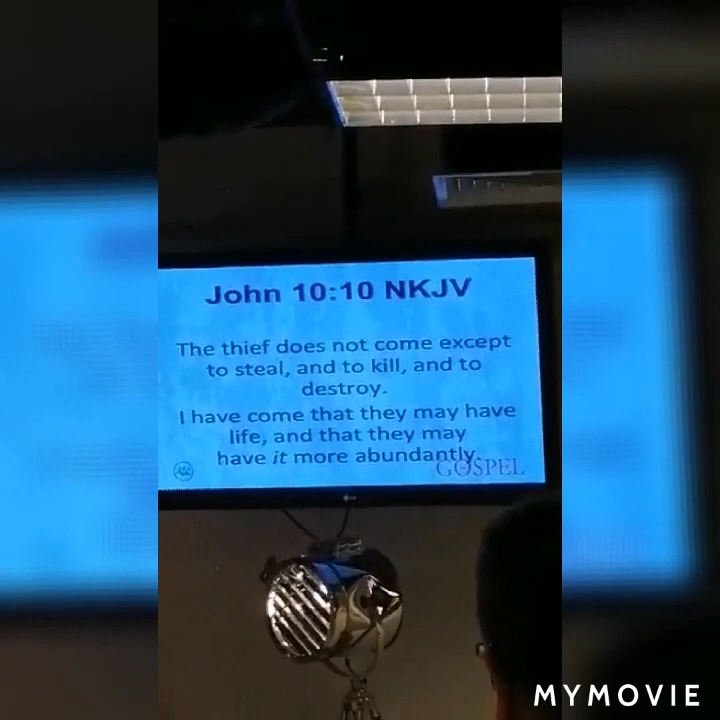 John 10:10 NKJV
The thief does not come except
to steal, and to kill, and to
destroy.
I have come that they may have
life, and that they may
have it more abundantly.
GOSPEL
LG
MYMOVIE